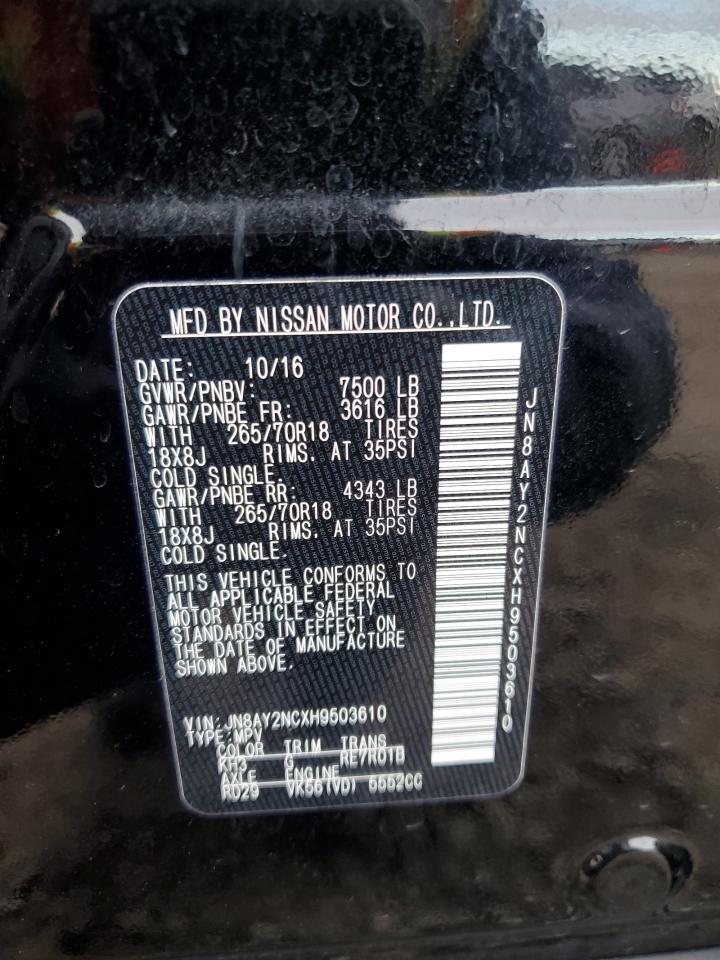 MFD BY NISSAN MOTOR CO.,LTD.
DATE: 10/16
GVWR/PNBV: 7500 LB
GAWR/PNBE FR: 3616 LB
WITH 265/70R18 TIRES
18X8J RIMS. AT 35PSI
COLD SINGLE.
GAWR/PNBE RR: 4343 LB
WITH 265/70R18 TIRES
18X8J RIMS. AT 35PSI
COLD SINGLE.
THIS VEHICLE CONFORMS TO
ALL APPLICABLE FEDERAL
MOTOR VEHICLE SAFETY
STANDARDS IN EFFECT ON
THE DATE OF MANUFACTURE
SHOWN ABOVE.
VIN:JN8AY2NCXH9503610
TYPE:MPV
COLOR TRIM TRANS
KH3 G RE7R01B
AXLE ENGINE
RD29 VK56(VD) 5552CC
JN8AY2NCXH9503610